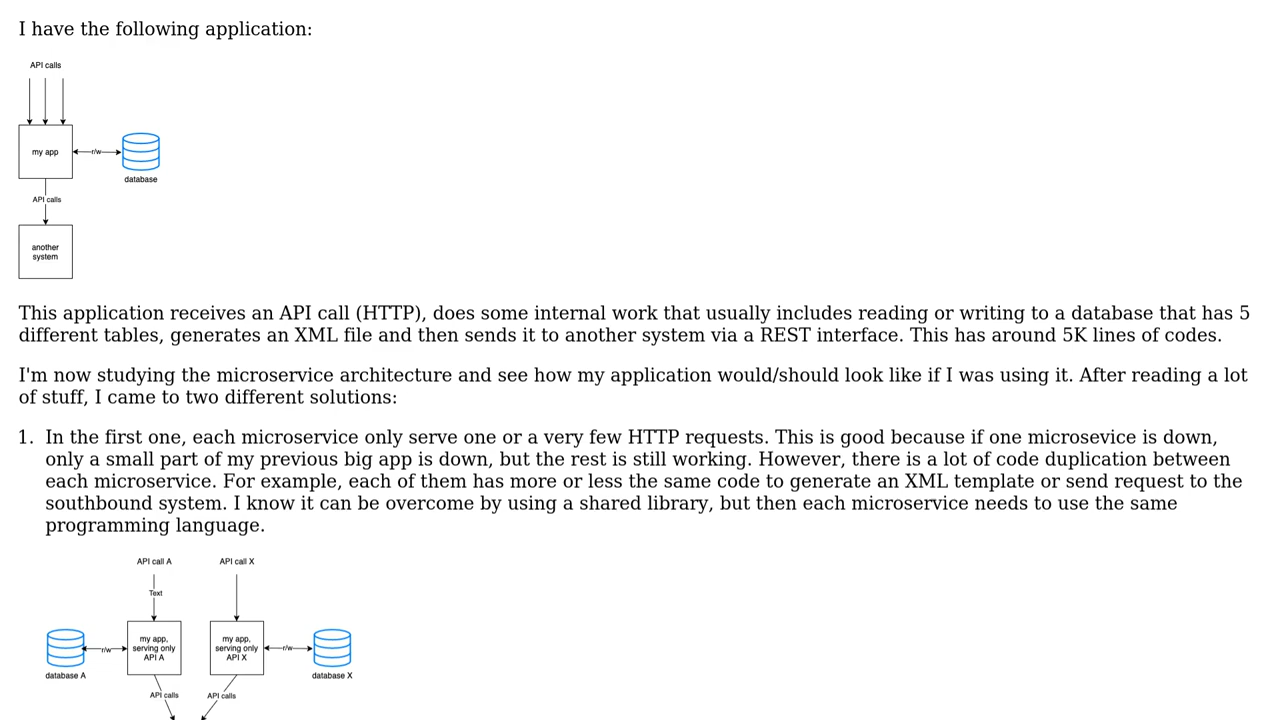 I have the following application:
API calls
my app
r/w
database
API calls
another
system
This application receives an API call (HTTP), does some internal work that usually includes reading or writing to a database that has 5
different tables, generates an XML file and then sends it to another system via a REST interface. This has around 5K lines of codes.
I'm now studying the microservice architecture and see how my application would/should look like if I was using it. After reading a lot
of stuff, I came to two different solutions:
1. In the first one, each microservice only serve one or a very few HTTP requests. This is good because if one microsevice is down,
only a small part of my previous big app is down, but the rest is still working. However, there is a lot of code duplication between
each microservice. For example, each of them has more or less the same code to generate an XML template or send request to the
southbound system. I know it can be overcome by using a shared library, but then each microservice needs to use the same
programming language.
API call A
API call X
Text
my app,
serving only
API A
my app,
serving only
API X
r/w
r/w
database A
database X
API calls
API calls